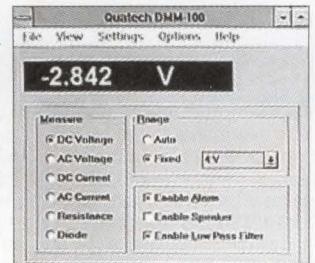 Quatech DMM-100
File View Settings Options Help
-2.842 V
Measure
DC Voltage
AC Voltage
DC Current
AC Current
Resistance
Diode
Range
Auto
Fixed 4 V
Enable Alarm
Enable Speaker
Enable Low Pass Filter